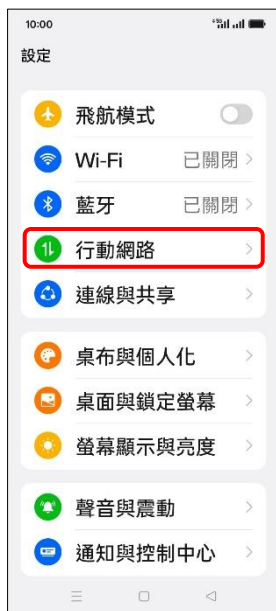 10:00
設定
飛航模式
Wi-Fi 已關閉
藍牙 已關閉
行動網路
連線與共享
桌布與個人化
桌面與鎖定螢幕
螢幕顯示與亮度
聲音與震動
通知與控制中心